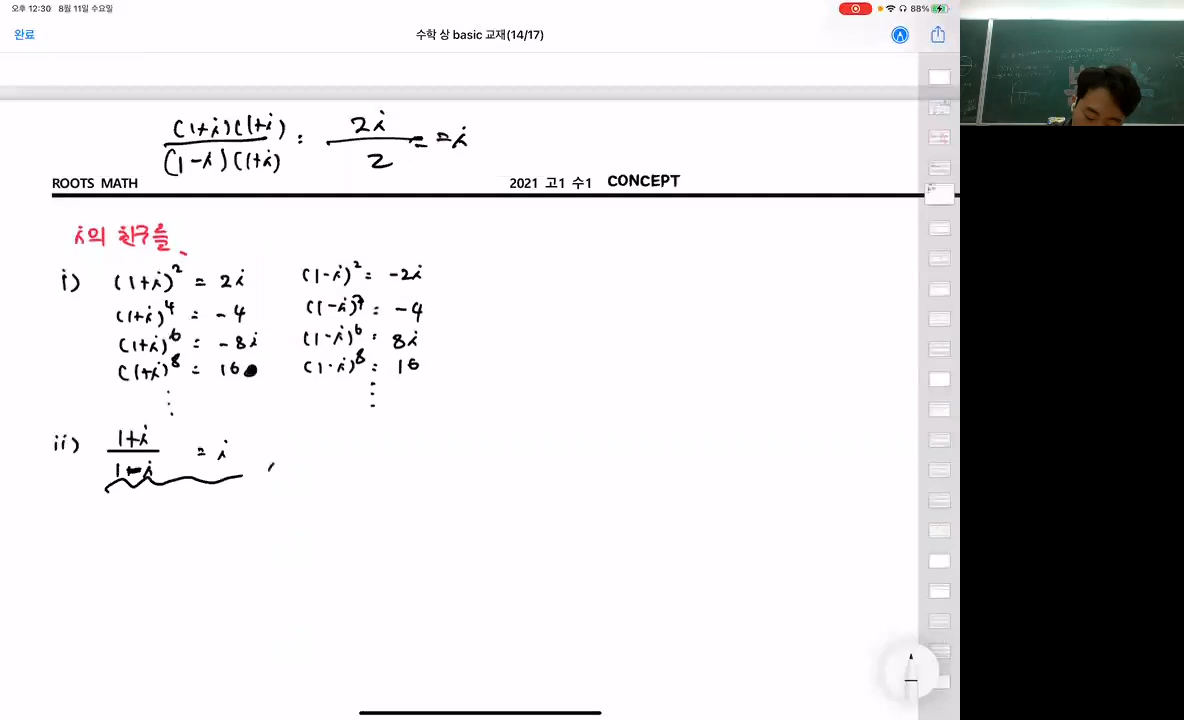 오후 12:30 8월 11일 수요일 88%
완료 수학 상 basic 교재(14/17)
(1+i)(1+i) / (1-i)(1+i) = 2i / 2 = = i
ROOTS MATH 2021 고1 수1 CONCEPT
i의 친구들
i) (1+i)² = 2i (1-i)² = -2i
(1+i)⁴ = -4 (1-i)⁴ = -4
(1+i)⁶ = -8i (1-i)⁶ = 8i
(1+i)⁸ = 16 (1-i)⁸ = 16
⋮ ⋮
ii) 1+i / 1-i = i